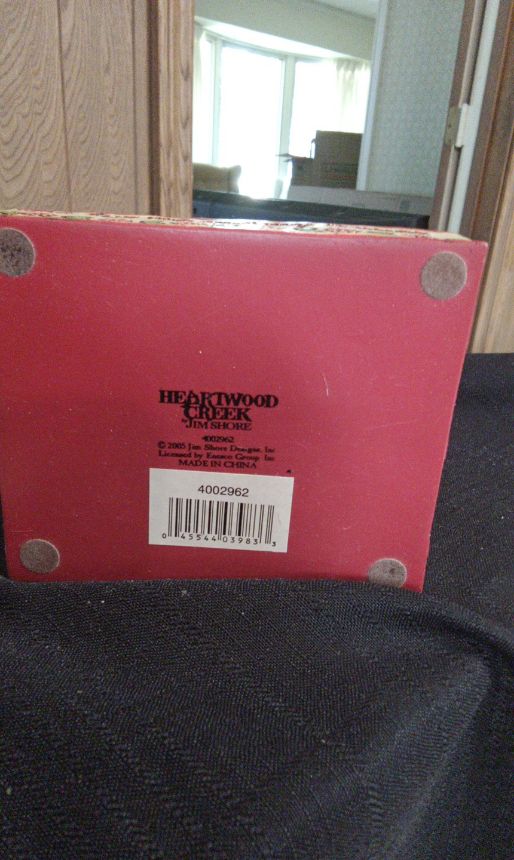 HEARTWOOD
CREEK
by JIM SHORE
4002962
© 2005 Jim Shore Designs, Inc
Licensed by Enesco Group Inc
MADE IN CHINA
4002962
0 45544 03983 3